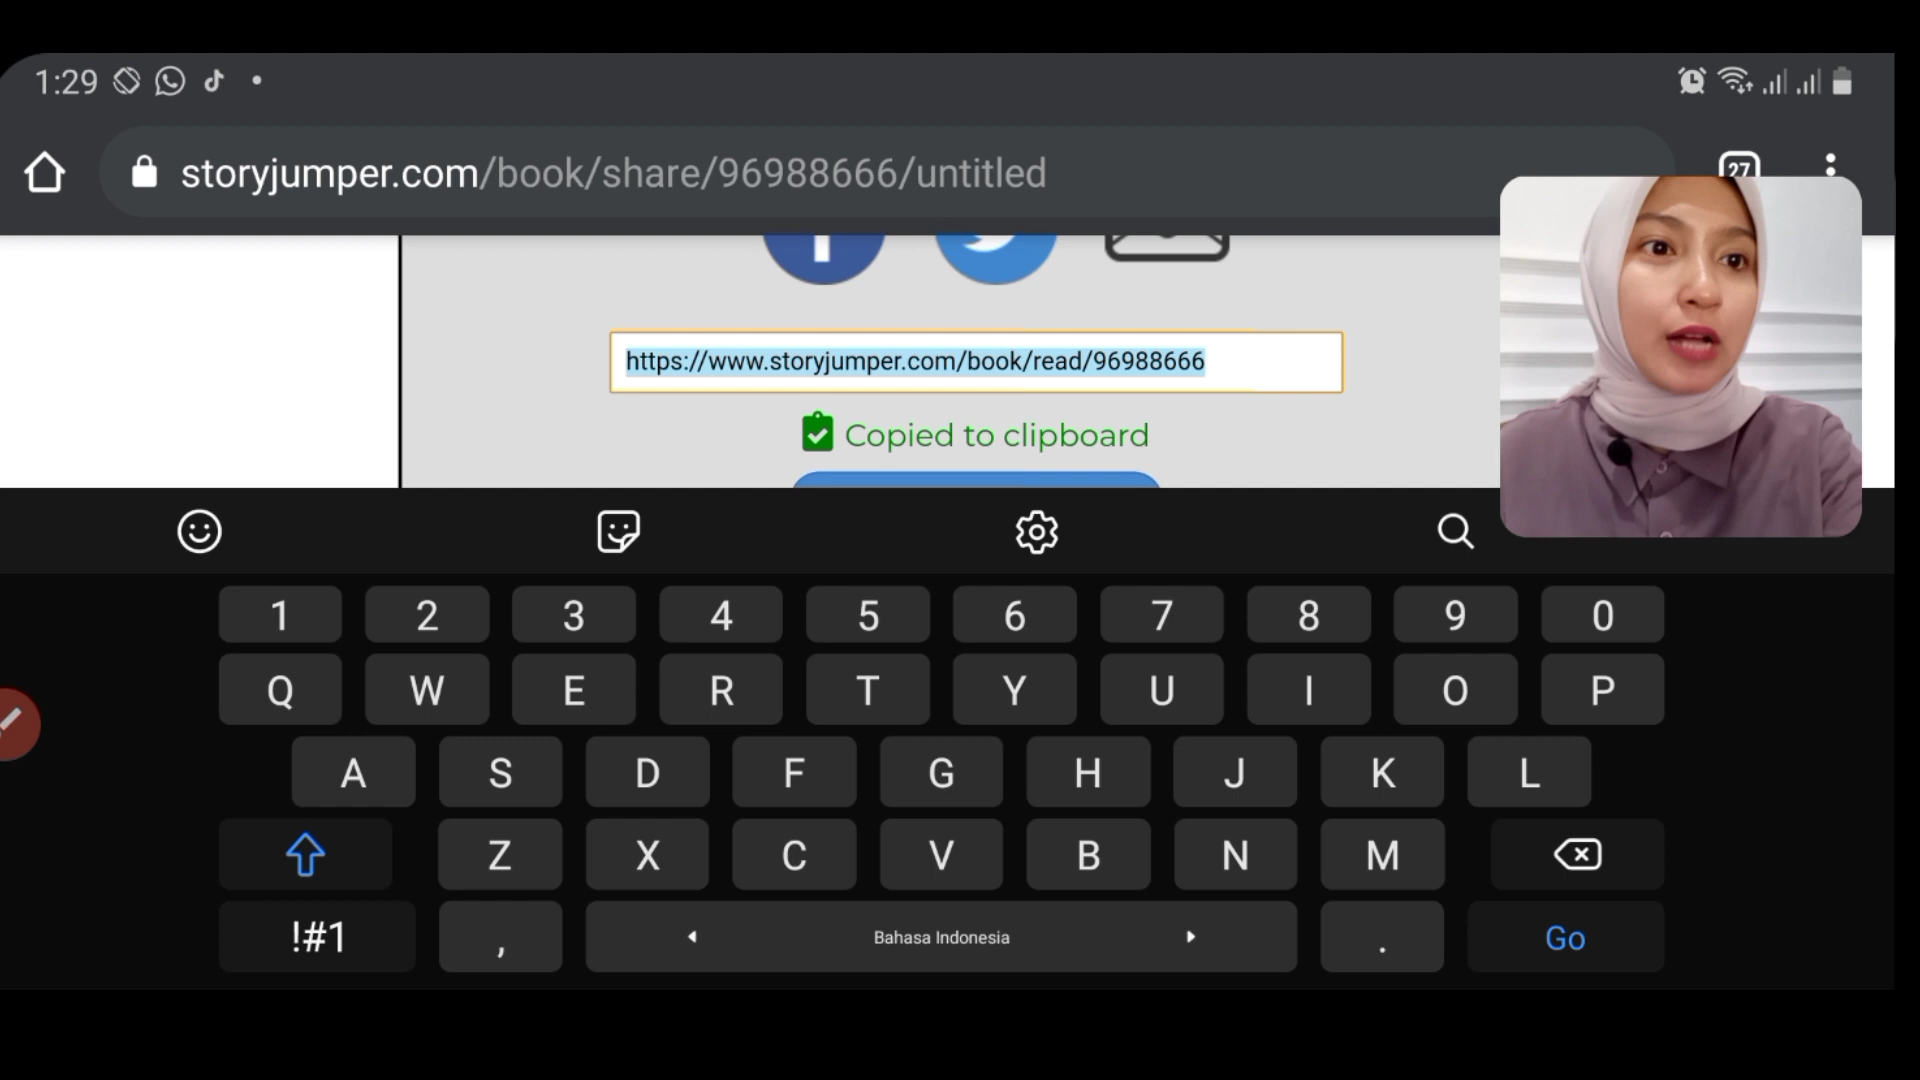 1:29
storyjumper.com/book/share/96988666/untitled
27
https://www.storyjumper.com/book/read/96988666
Copied to clipboard
1 2 3 4 5 6 7 8 9 0
Q W E R T Y U I O P
A S D F G H J K L
Z X C V B N M
!#1 , Bahasa Indonesia . Go